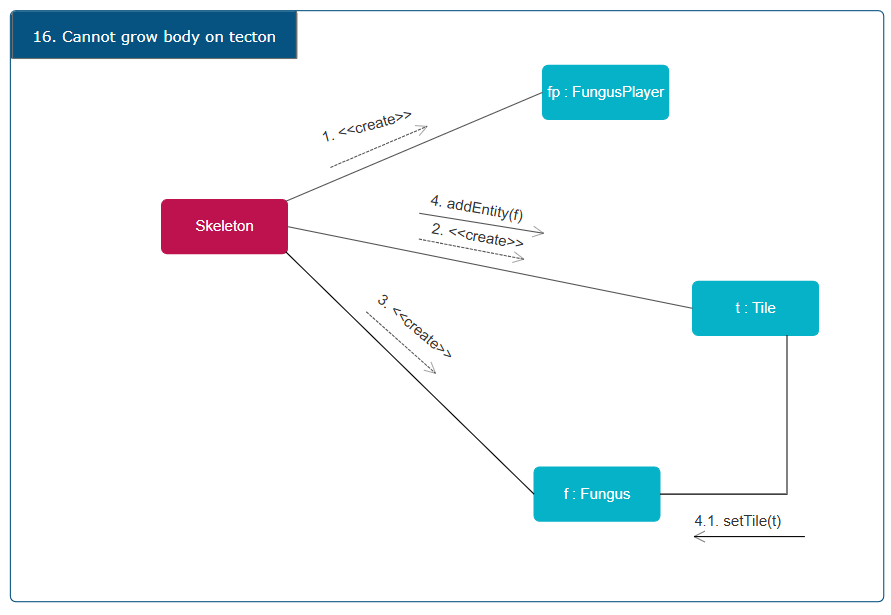 16. Cannot grow body on tecton
fp : FungusPlayer
1. <<create>>
4. addEntity(f)
Skeleton
2. <<create>>
3. <<create>>
t : Tile
f : Fungus
4.1. setTile(t)